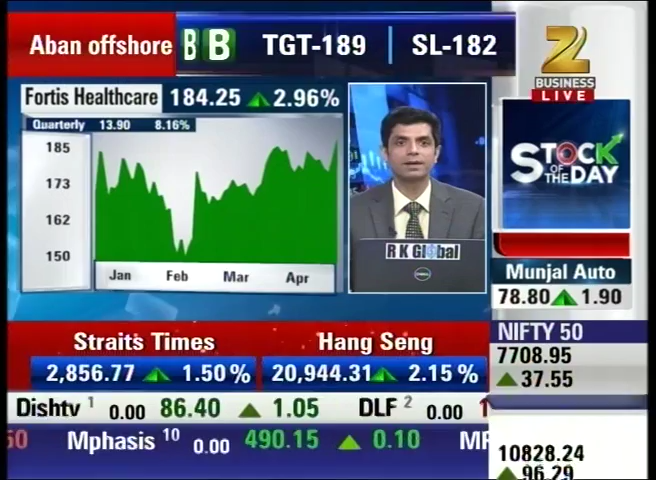 Aban offshore B B TGT-189 | SL-182
Z
BUSINESS
LIVE
Fortis Healthcare 184.25 2.96%
Quarterly 13.90 8.16%
185
173
162
150
Jan Feb Mar Apr
R K Global
STOCK
OF THE DAY
Munjal Auto
78.80 1.90
Straits Times
2,856.77 1.50%
Hang Seng
20,944.31 2.15%
NIFTY 50
7708.95
37.55
Dishtv 1 0.00 86.40 1.05 DLF 2 0.00 1
50 Mphasis 10 0.00 490.15 0.10 MF
10828.24
96.29